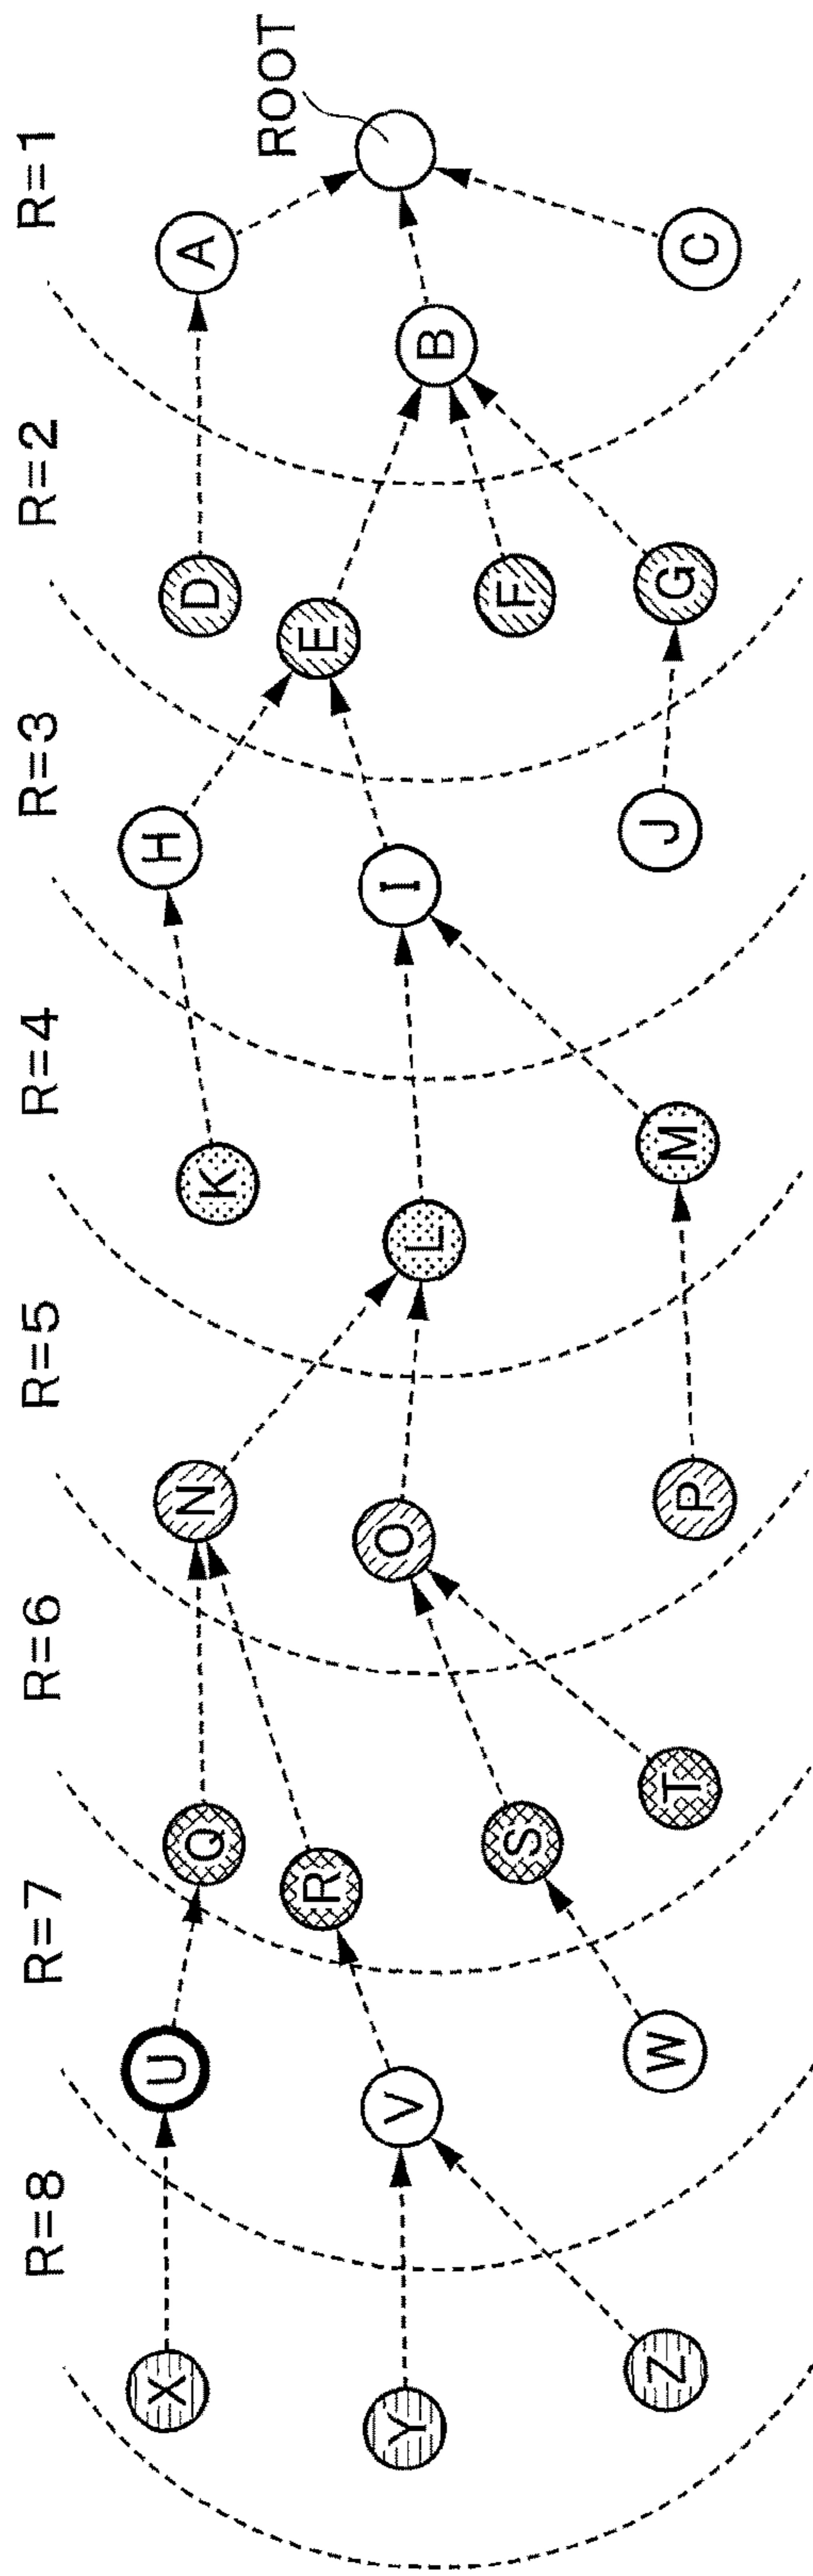 R=8
R=7
R=6
R=5
R=4
R=3
R=2
R=1
ROOT
X
U
Q
N
K
H
D
A
Y
V
R
O
L
I
E
B
Z
W
S
T
P
M
J
F
G
C